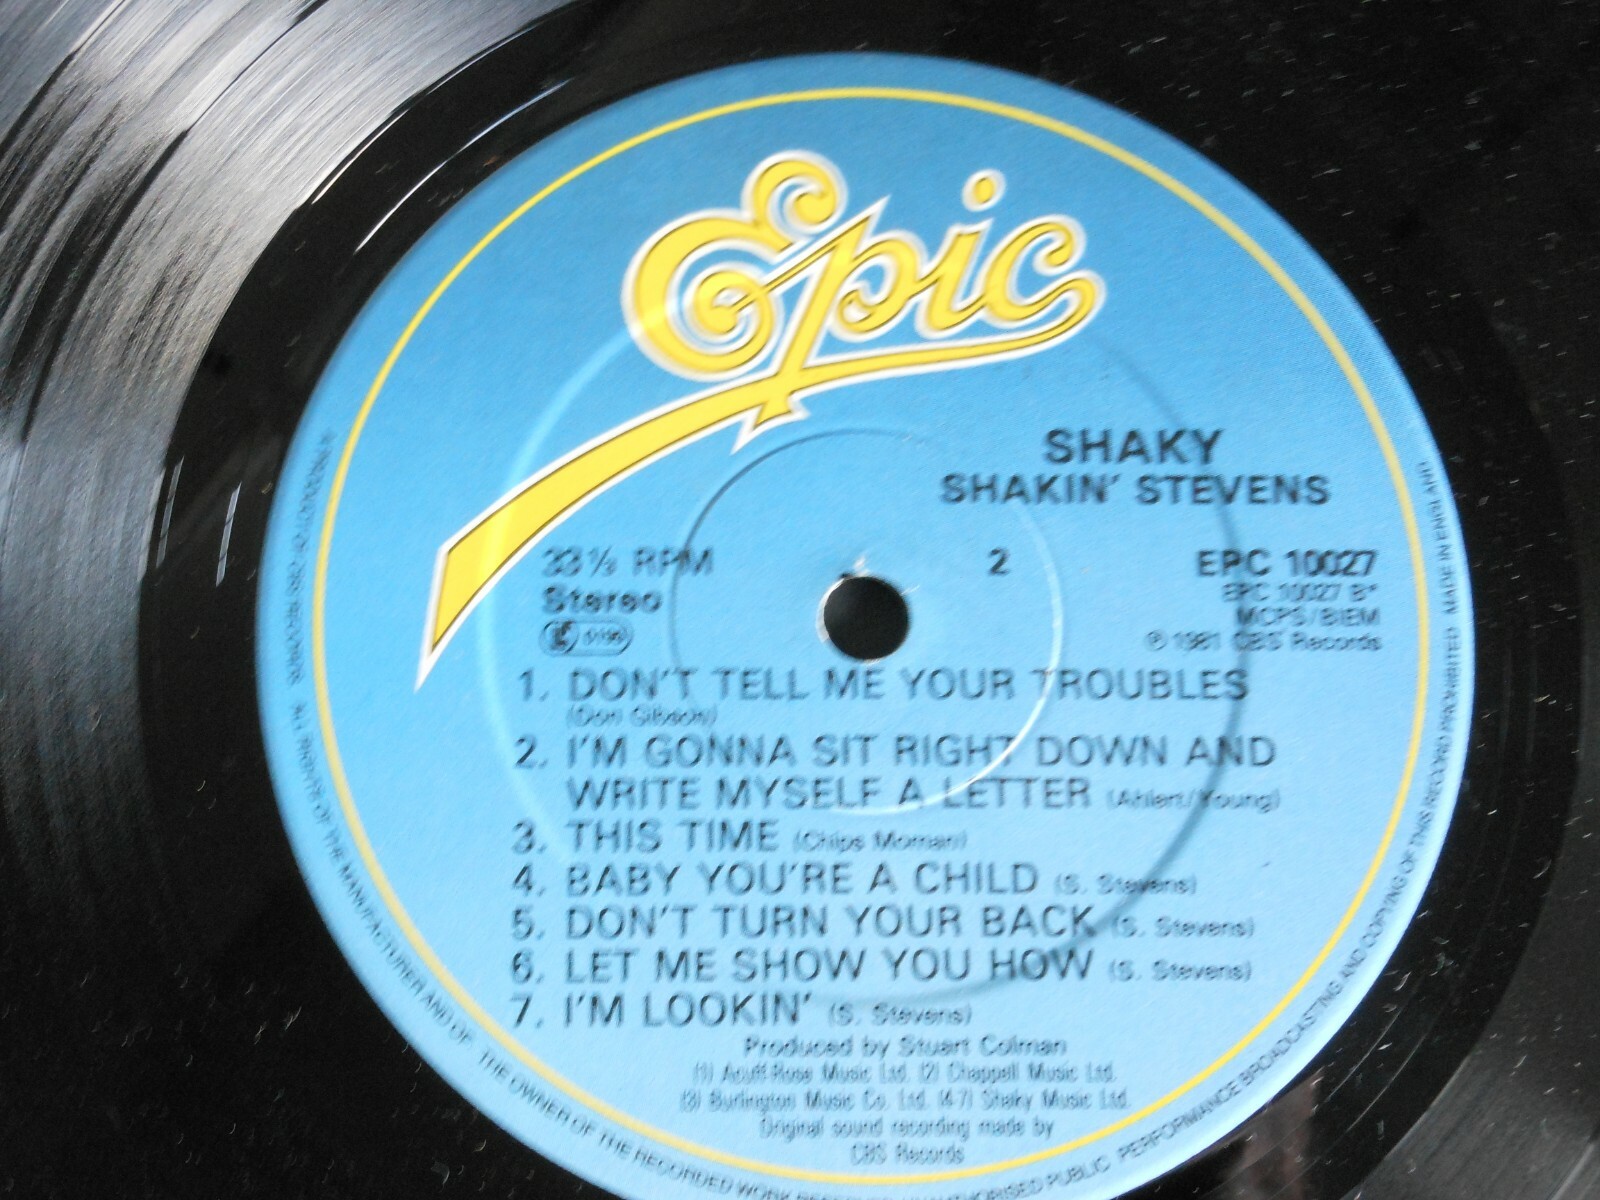 Epic
SHAKY
SHAKIN' STEVENS
33⅓ RPM
2
EPC 10027
Stereo
EPC 10027 B*
MCPS/BIEM
℗ 1981 CBS Records
1. DON'T TELL ME YOUR TROUBLES
(Don Gibson)
2. I'M GONNA SIT RIGHT DOWN AND
WRITE MYSELF A LETTER (Ahlert/Young)
3. THIS TIME (Chips Moman)
4. BABY YOU'RE A CHILD (S. Stevens)
5. DON'T TURN YOUR BACK (S. Stevens)
6. LET ME SHOW YOU HOW (S. Stevens)
7. I'M LOOKIN' (S. Stevens)
Produced by Stuart Colman
(1) Acuff-Rose Music Ltd. (2) Chappell Music Ltd.
(3) Burlington Music Co. Ltd. (4-7) Shaky Music Ltd.
Original sound recording made by
CBS Records
A PRODUCT OF CBS RECORDS ALL RIGHTS OF THE MANUFACTURER AND OF THE OWNER OF THE RECORDED WORK RESERVED UNAUTHORISED PUBLIC PERFORMANCE BROADCASTING AND COPYING OF THIS RECORD PROHIBITED MADE IN ENGLAND